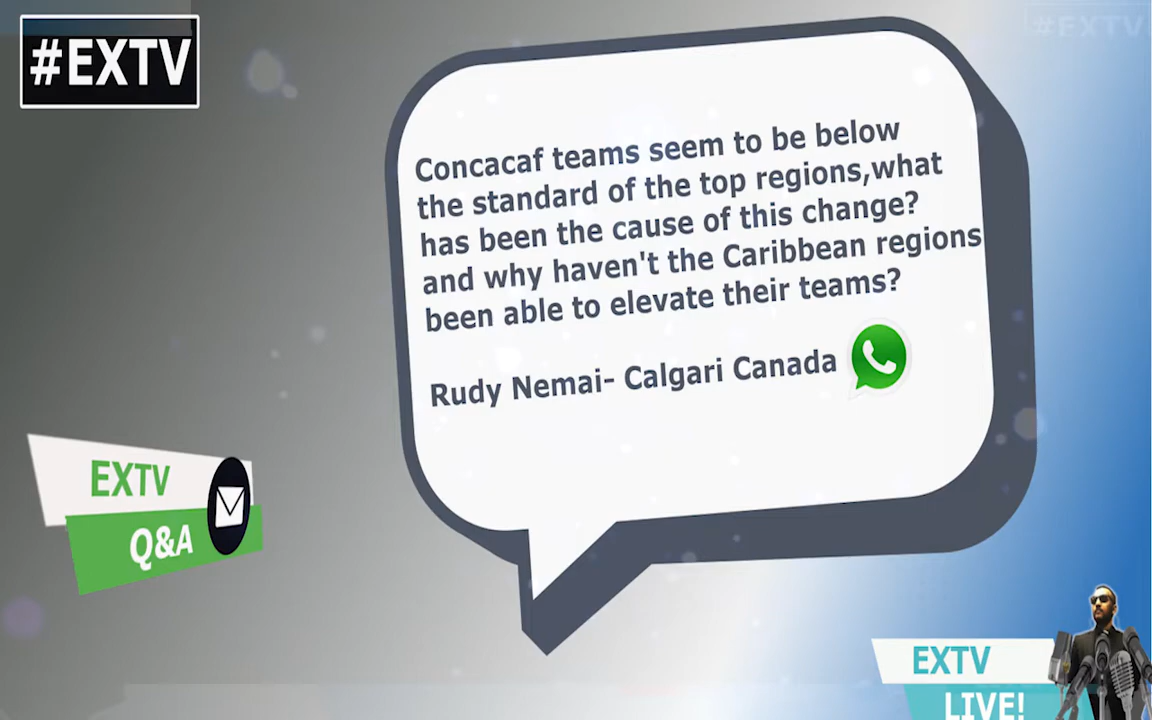 #EXTV
#EXTV
Concacaf teams seem to be below
the standard of the top regions,what
has been the cause of this change?
and why haven't the Caribbean regions
been able to elevate their teams?
Rudy Nemai- Calgari Canada
EXTV
Q&A
EXTV
LIVE!